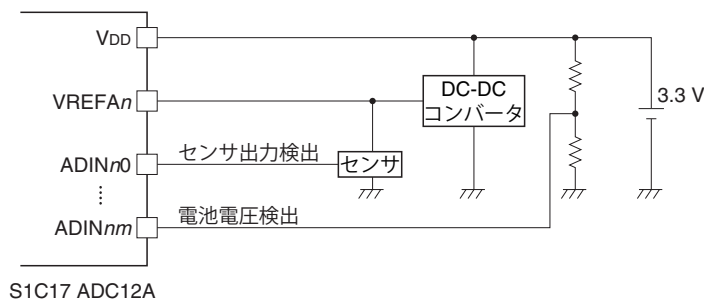 VDD
VREFAn
DC-DC
コンバータ
3.3 V
ADINn0
センサ出力検出
センサ
ADINnm
電池電圧検出
S1C17 ADC12A